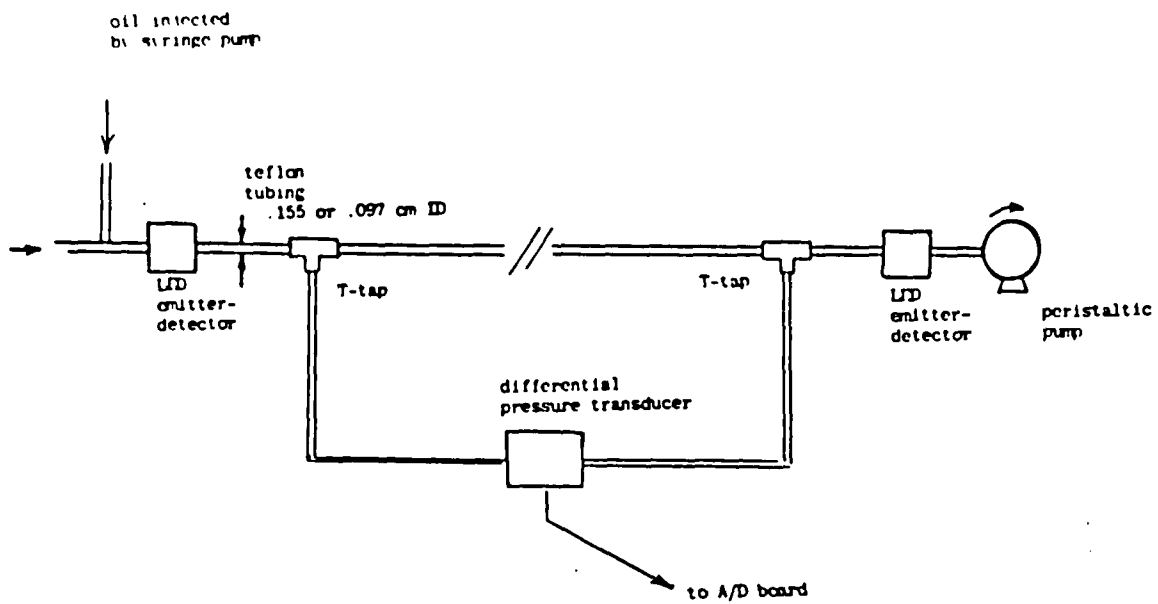 oil injected
by syringe pump
teflon
tubing
.155 or .097 cm ID
LED
emitter-
detector
T-tap
T-tap
LED
emitter-
detector
peristaltic
pump
differential
pressure transducer
to A/D board